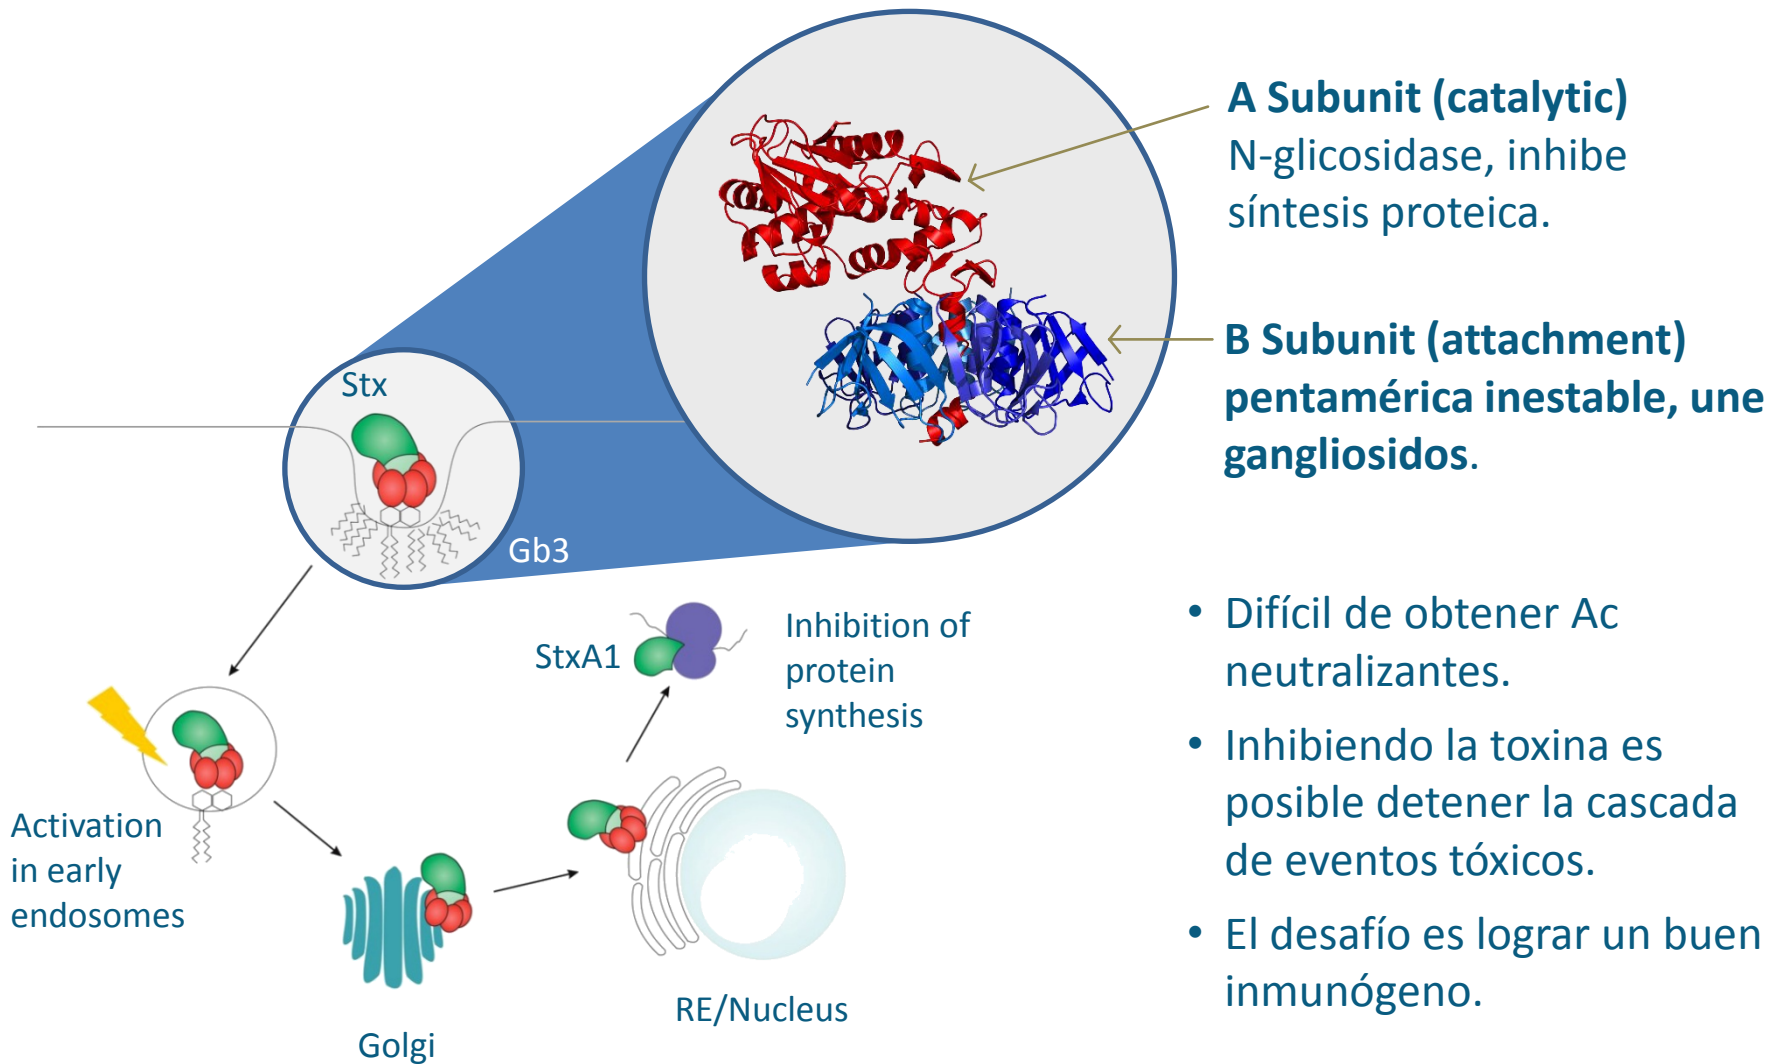 A Subunit (catalytic)
N-glicosidase, inhibe
síntesis proteica.
B Subunit (attachment)
pentamérica inestable, une
gangliosidos.
Stx
Gb3
StxA1
Inhibition of
protein
synthesis
Activation
in early
endosomes
Golgi
RE/Nucleus
• Difícil de obtener Ac
neutralizantes.
• Inhibiendo la toxina es
posible detener la cascada
de eventos tóxicos.
• El desafío es lograr un buen
inmunógeno.